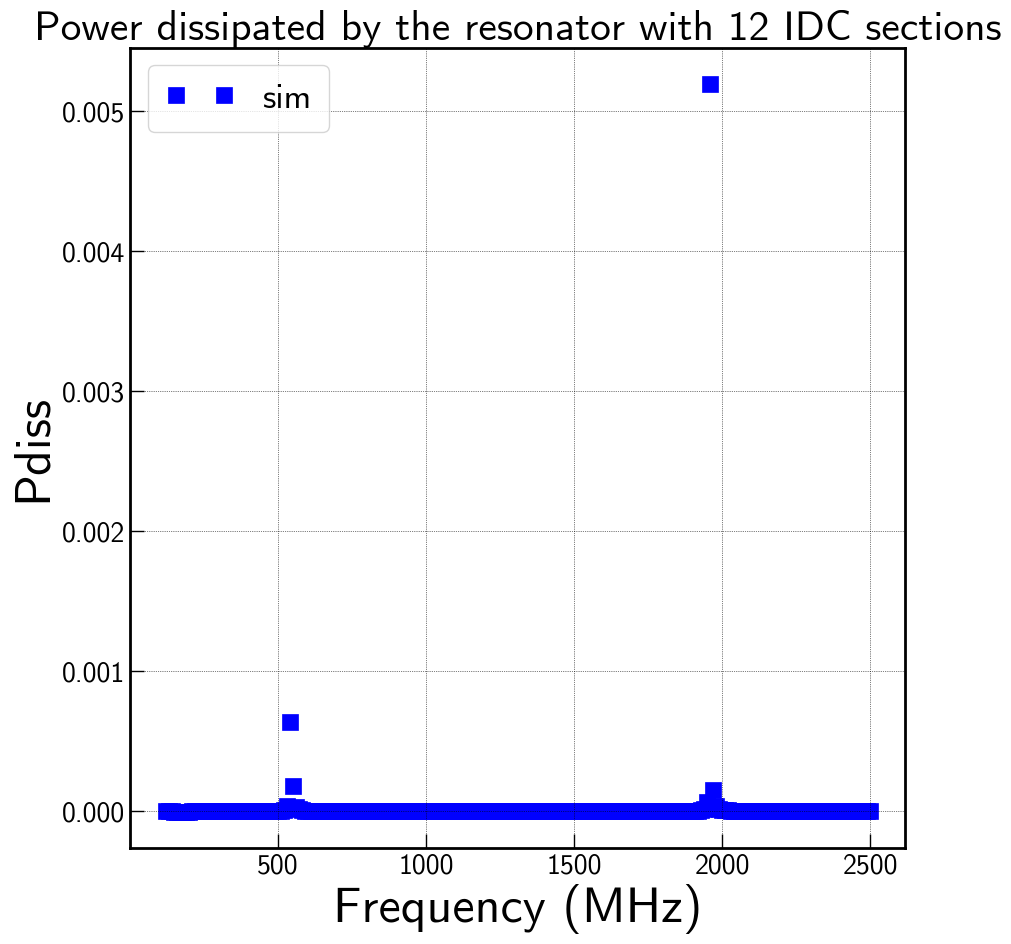 Power dissipated by the resonator with 12 IDC sections
sim
0.005
0.004
0.003
0.002
0.001
0.000
Pdiss
500 1000 1500 2000 2500
Frequency (MHz)